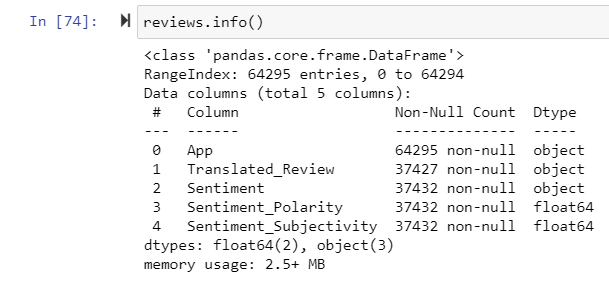 In [74]: reviews.info()
<class 'pandas.core.frame.DataFrame'>
RangeIndex: 64295 entries, 0 to 64294
Data columns (total 5 columns):
 #   Column                  Non-Null Count  Dtype
---  ------                  --------------  -----
 0   App                     64295 non-null  object
 1   Translated_Review       37427 non-null  object
 2   Sentiment               37432 non-null  object
 3   Sentiment_Polarity      37432 non-null  float64
 4   Sentiment_Subjectivity  37432 non-null  float64
dtypes: float64(2), object(3)
memory usage: 2.5+ MB